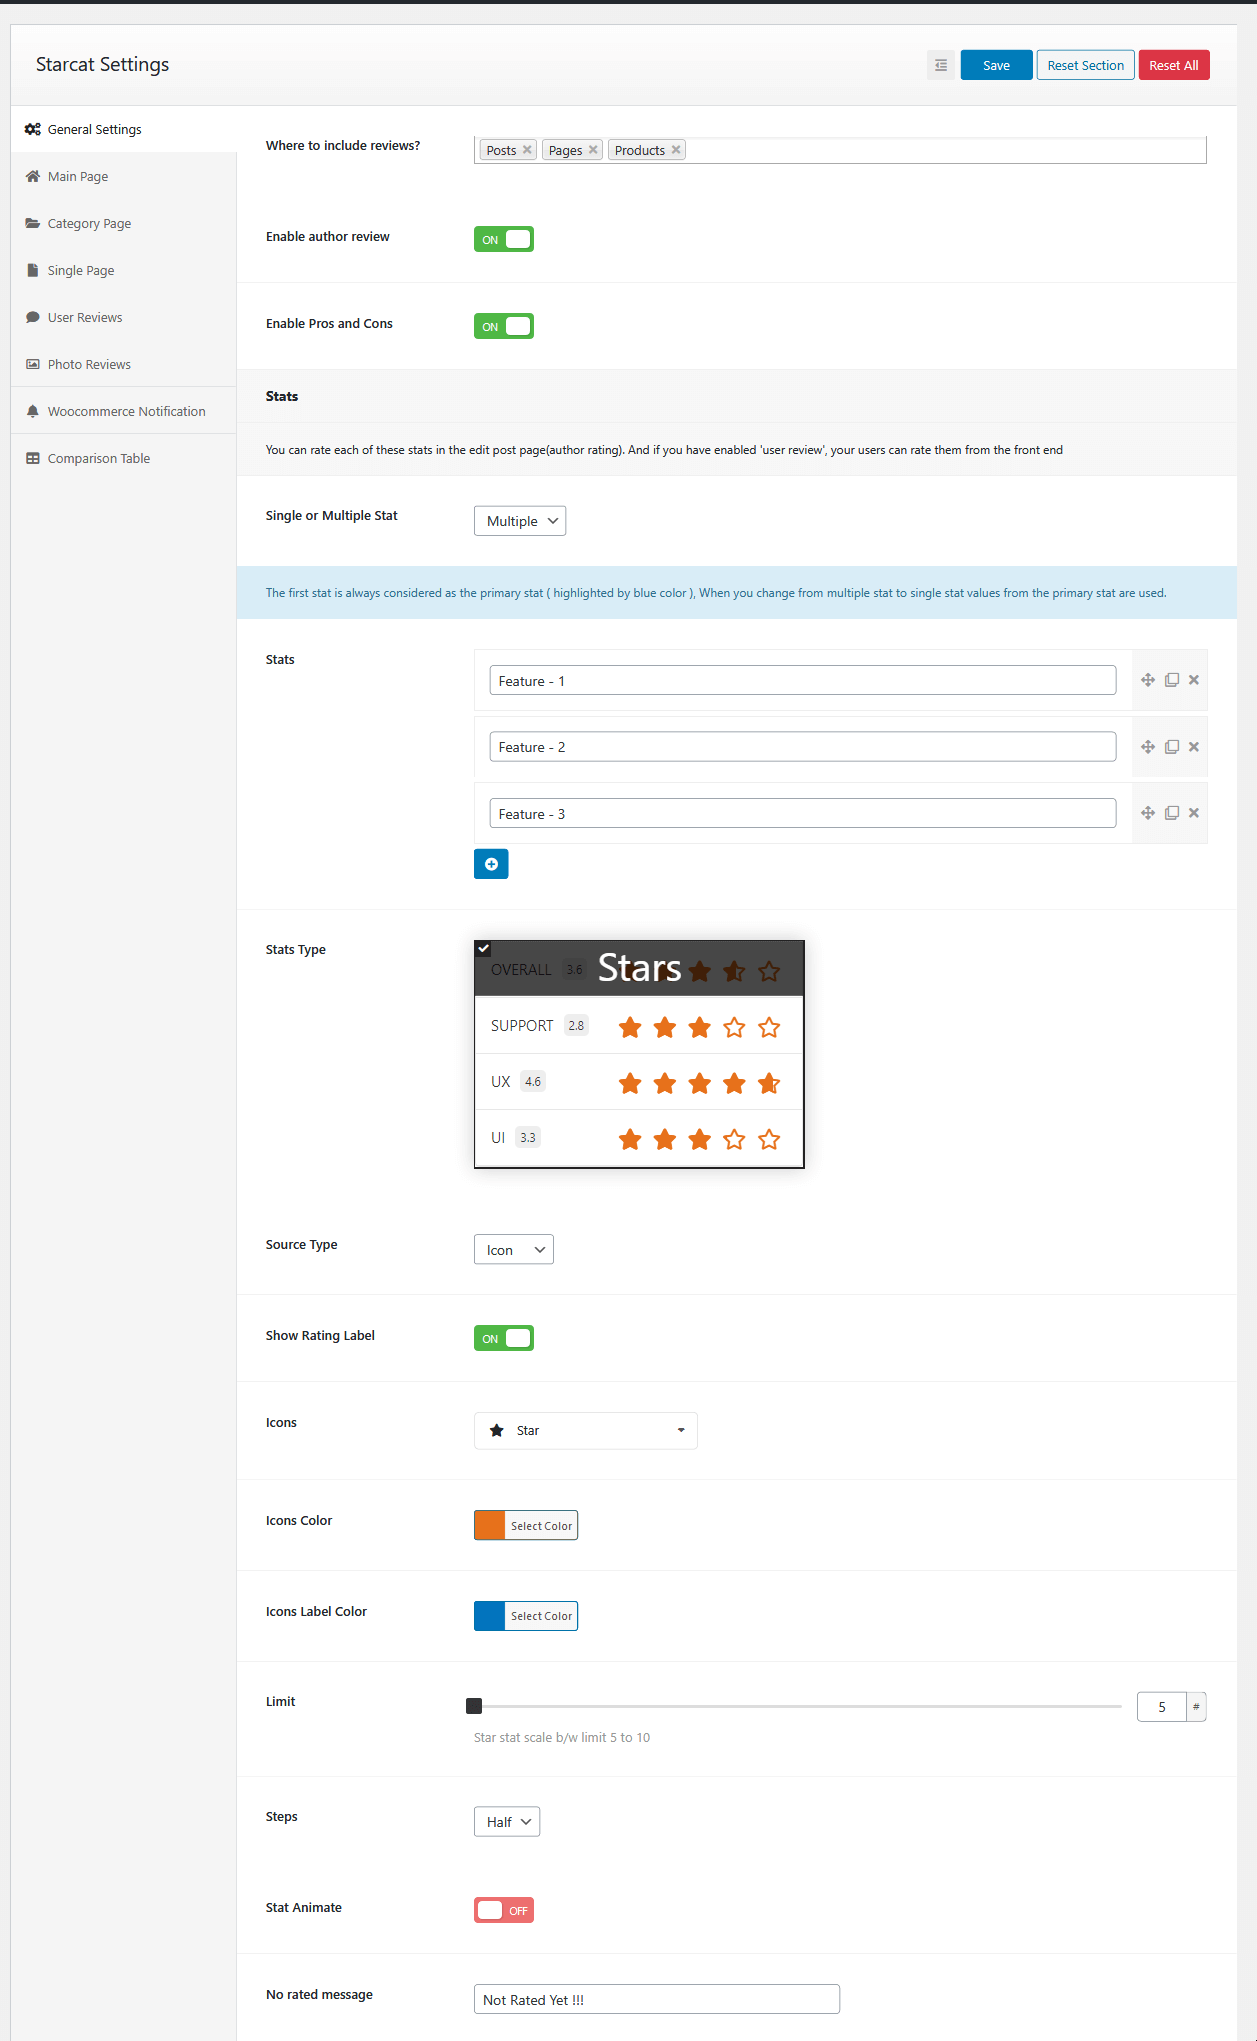 Starcat Settings
Save
Reset Section
Reset All
General Settings
Main Page
Category Page
Single Page
User Reviews
Photo Reviews
Woocommerce Notification
Comparison Table
Where to include reviews?
Posts × Pages × Products ×
Enable author review
ON
Enable Pros and Cons
ON
Stats
You can rate each of these stats in the edit post page(author rating). And if you have enabled 'user review', your users can rate them from the front end
Single or Multiple Stat
Multiple
The first stat is always considered as the primary stat ( highlighted by blue color ), When you change from multiple stat to single stat values from the primary stat are used.
Stats
Feature - 1
Feature - 2
Feature - 3
Stats Type
OVERALL 3.6
Stars
SUPPORT 2.8
UX 4.6
UI 3.3
Source Type
Icon
Show Rating Label
ON
Icons
Star
Icons Color
Select Color
Icons Label Color
Select Color
Limit
5 #
Star stat scale b/w limit 5 to 10
Steps
Half
Stat Animate
OFF
No rated message
Not Rated Yet !!!